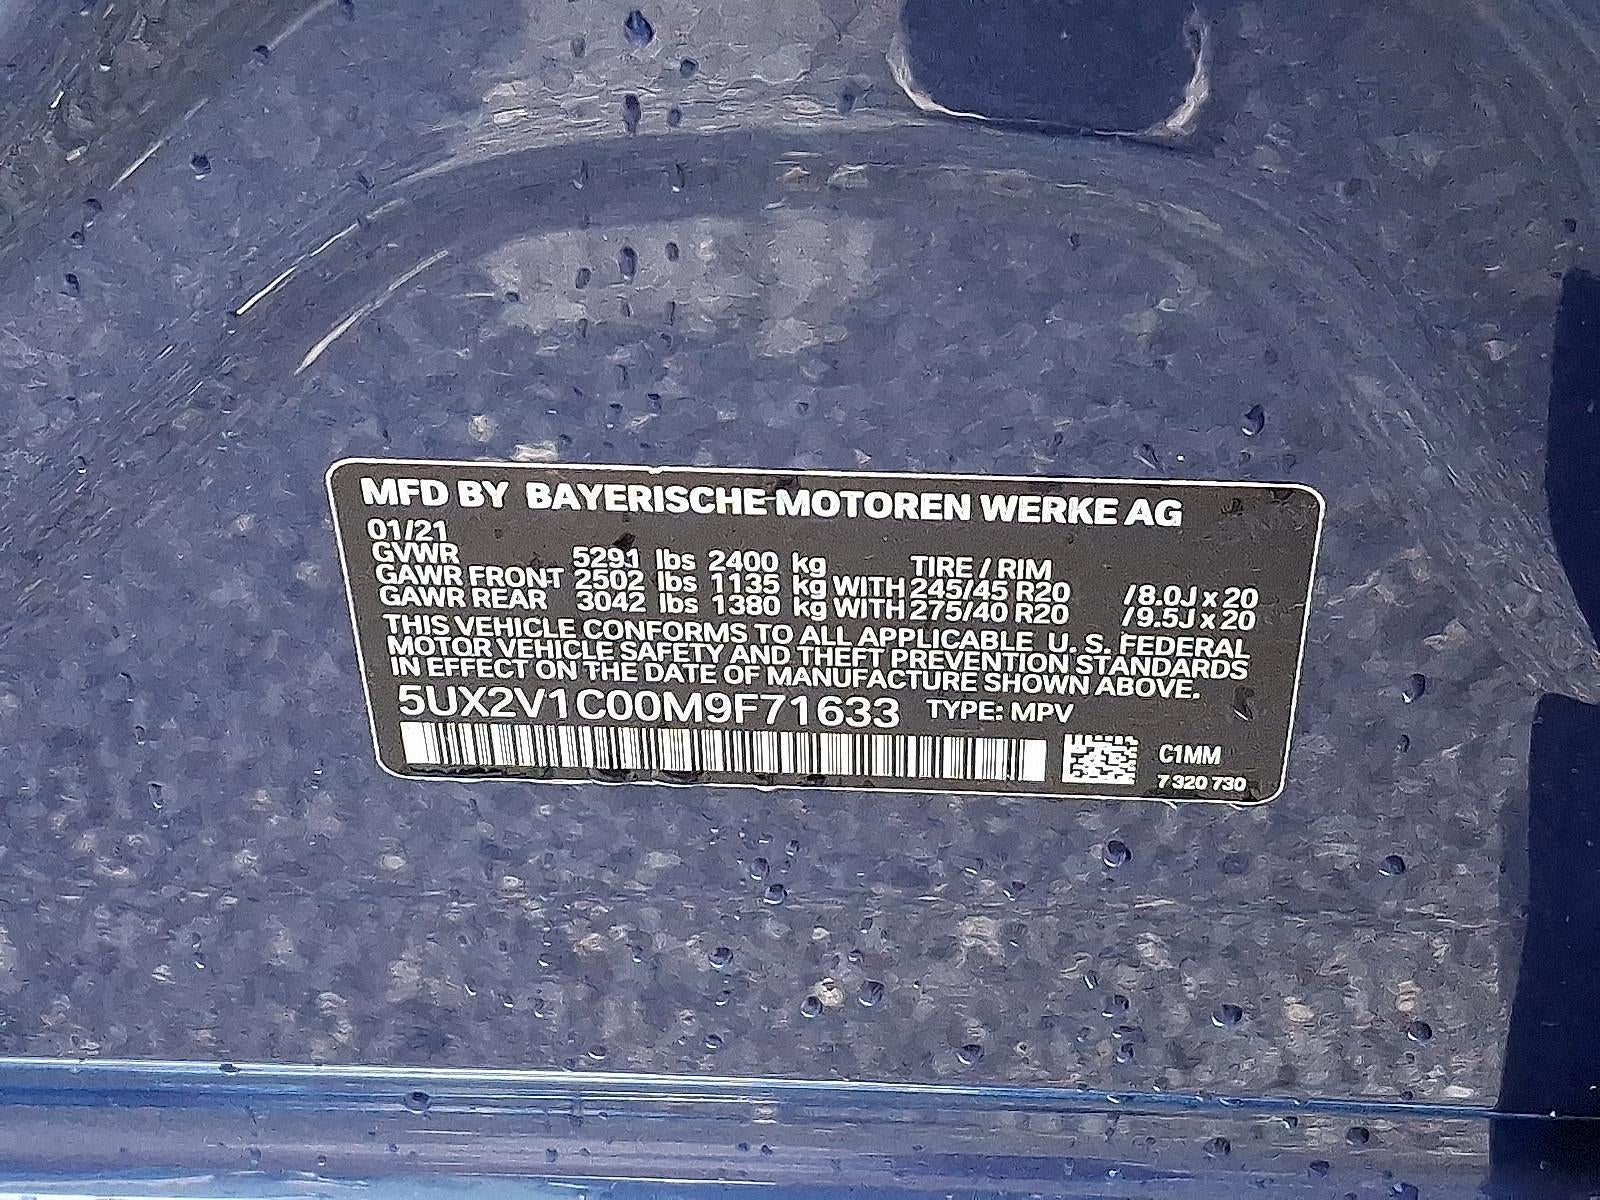 MFD BY BAYERISCHE MOTOREN WERKE AG
01/21
GVWR 5291 lbs 2400 kg TIRE / RIM
GAWR FRONT 2502 lbs 1135 kg WITH 245/45 R20 /8.0J x 20
GAWR REAR 3042 lbs 1380 kg WITH 275/40 R20 /9.5J x 20
THIS VEHICLE CONFORMS TO ALL APPLICABLE U. S. FEDERAL
MOTOR VEHICLE SAFETY AND THEFT PREVENTION STANDARDS
IN EFFECT ON THE DATE OF MANUFACTURE SHOWN ABOVE.
5UX2V1C00M9F71633 TYPE: MPV
C1MM
7 320 730